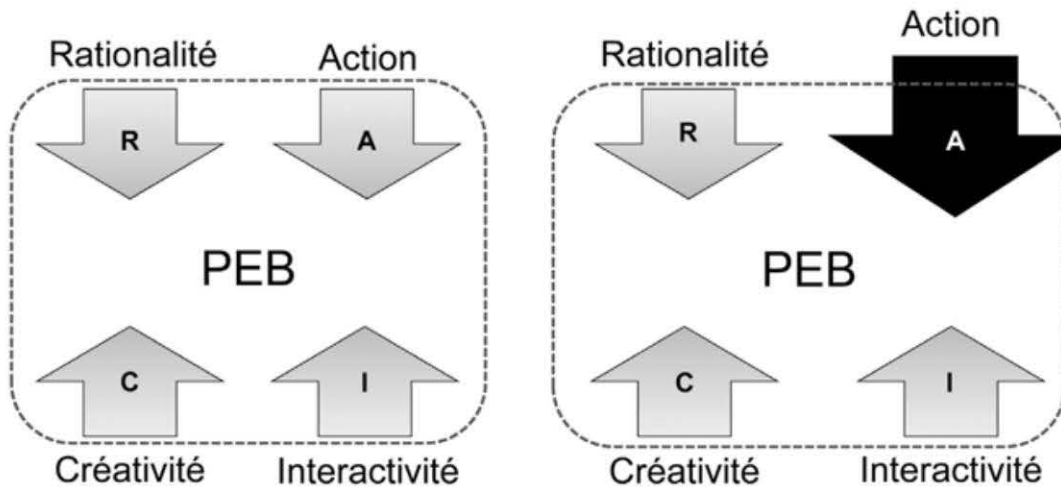 Rationalité
Action
R
A
PEB
C
I
Créativité
Interactivité
Rationalité
Action
R
A
PEB
C
I
Créativité
Interactivité